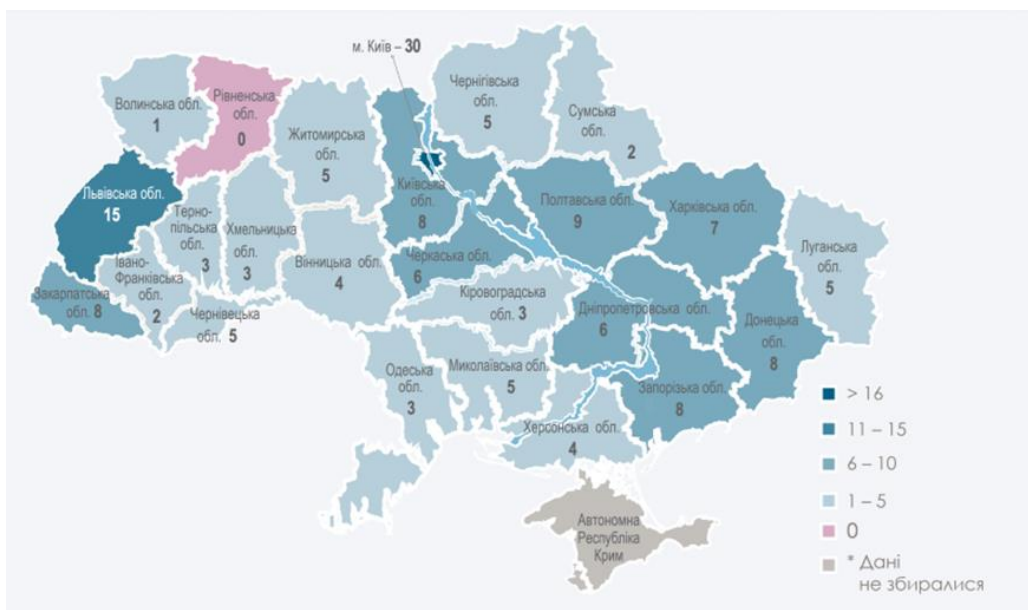 м. Київ – 30
Чернігівська
обл.
5
Сумська
обл.
2
Волинська обл.
1
Рівненська
обл.
0
Житомирська
обл.
5
Київська
обл.
8
Львівська обл.
15
Терно-
пільська
обл.
3
Хмельницька
обл.
3
Вінницька обл.
4
Черкаська обл.
6
Полтавська
обл.
9
Харківська обл.
7
Луганська
обл.
5
Івано-
Франківська
обл.
2
Закарпатська
обл. 8
Чернівецька
обл. 5
Кіровоградська
обл. 3
Дніпропетровська обл.
6
Донецька
обл.
8
Одеська
обл.
3
Миколаївська обл.
5
Запорізька обл.
8
Херсонська обл.
4
Автономна
Республіка
Крим
> 16
11 – 15
6 – 10
1 – 5
0
* Дані
не збиралися